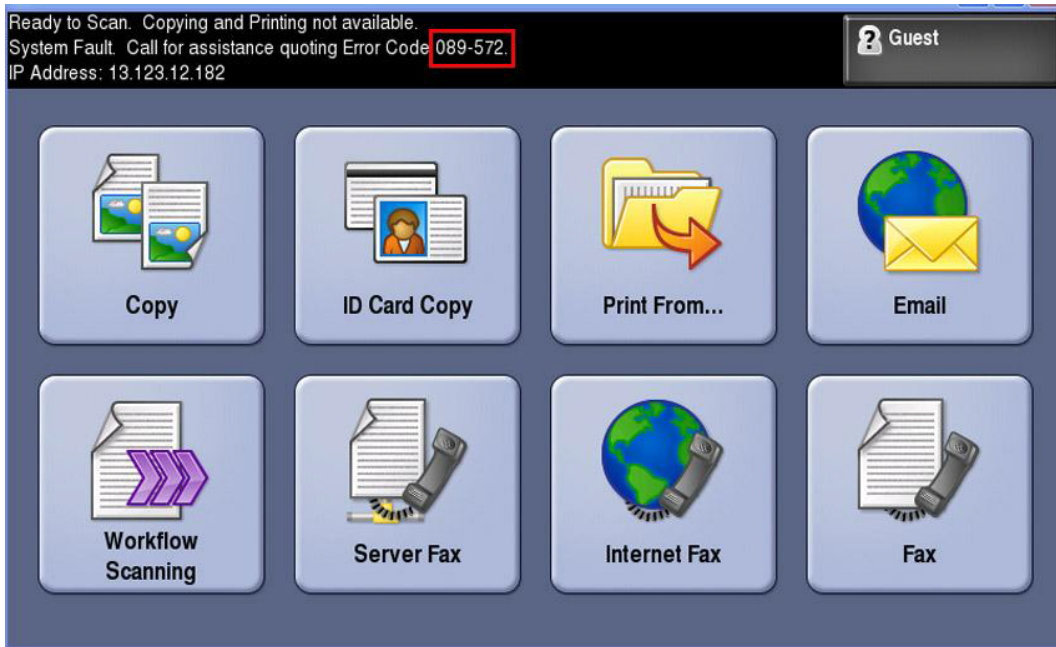 Ready to Scan. Copying and Printing not available.
System Fault. Call for assistance quoting Error Code 089-572.
IP Address: 13.123.12.182
Guest
Copy
ID Card Copy
Print From...
Email
Workflow
Scanning
Server Fax
Internet Fax
Fax